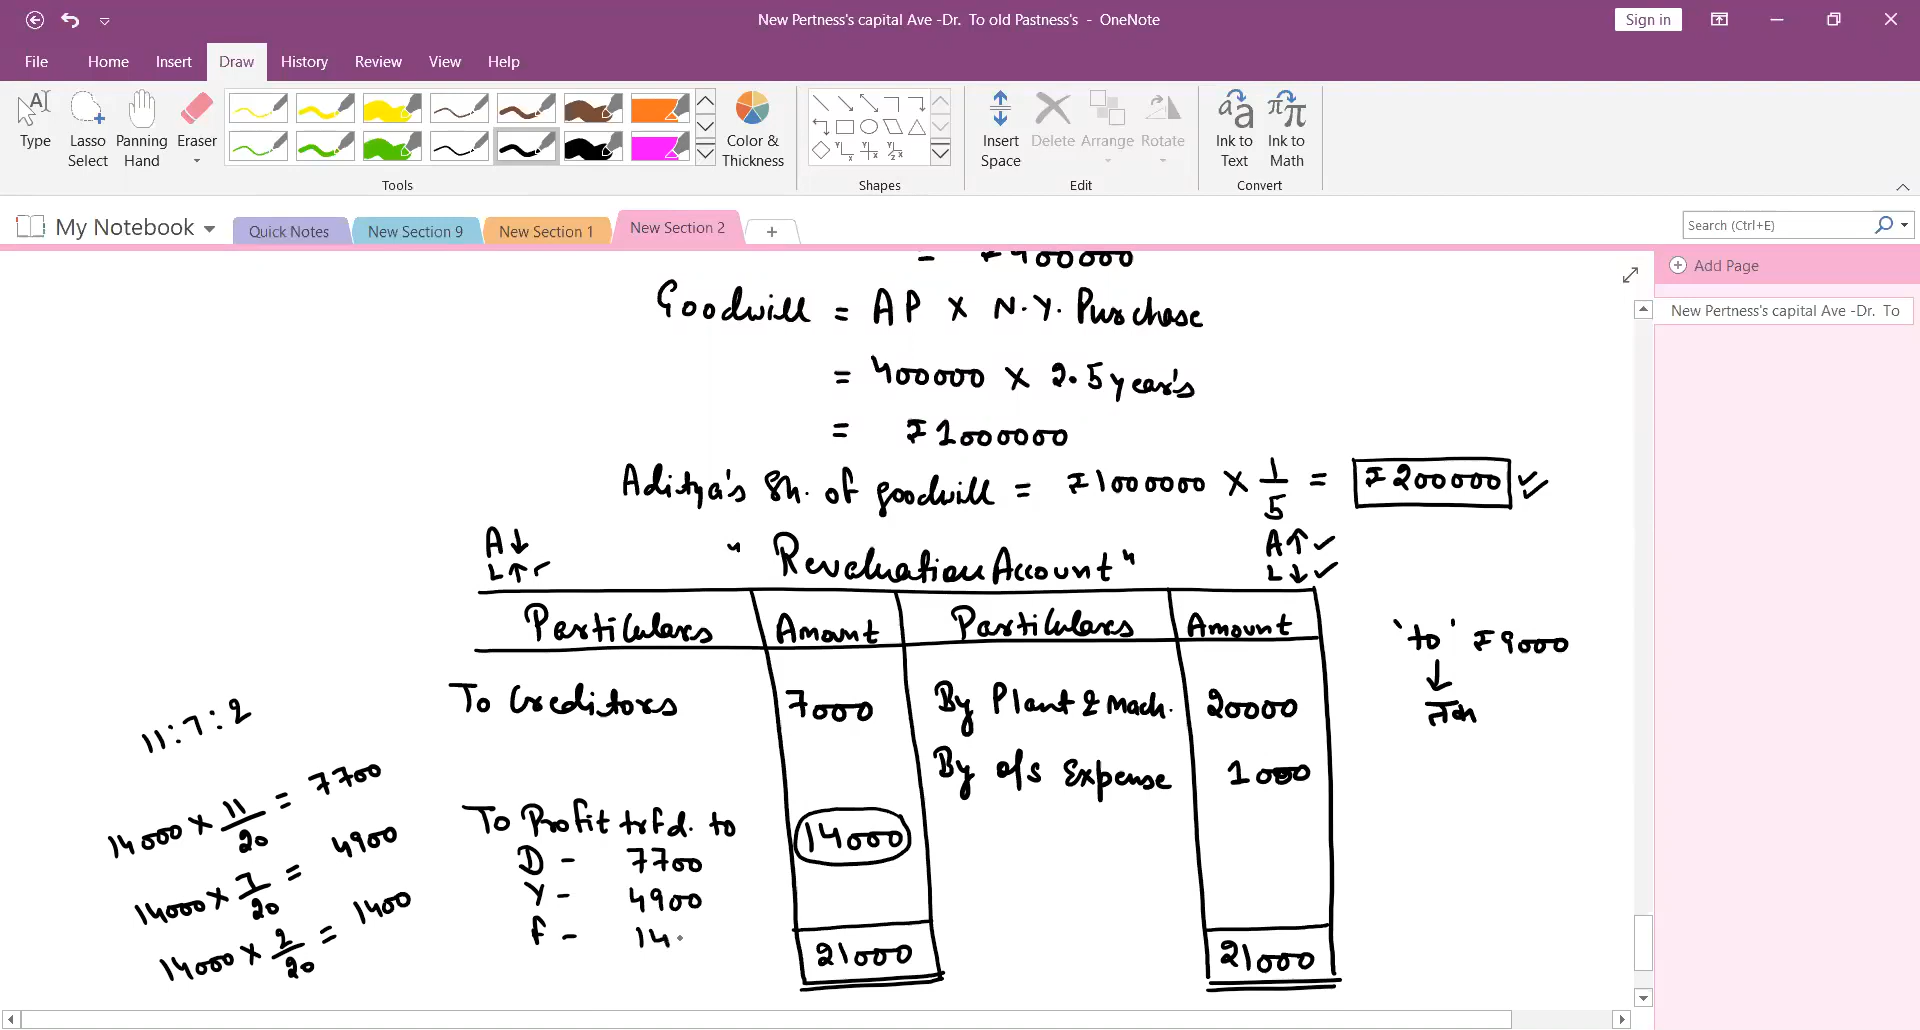 New Pertness's capital Ave -Dr.  To old Pastness's  -  OneNote
Sign in
File Home Insert Draw History Review View Help
Type
Lasso Select
Panning Hand
Eraser
Color & Thickness
Insert Space
Delete
Arrange
Rotate
Ink to Text
Ink to Math
Tools Shapes Edit Convert
My Notebook Quick Notes New Section 9 New Section 1 New Section 2
Search (Ctrl+E)
Add Page
New Pertness's capital Ave -Dr.  To
= ₹400000
Goodwill = AP × N.Y. Purchase
= 400000 × 2.5 year's
= ₹1000000
Aditya's Sh. of goodwill = ₹1000000 × 1/5 = ₹200000
A↓ "Revaluation Account" A↑ ✓
L↑ ✓ L↓ ✓
Particulars Amount Particulars Amount
'to' ₹9000
↓
To Creditors 7000 By Plant & Mach. 20000
By o/s Expense 1000
To Profit trfd. to 14000
D - 7700
Y - 4900
F - 14
21000 21000
11:7:2
14000 × 11/20 = 7700
14000 × 7/20 = 4900
14000 × 2/20 = 1400